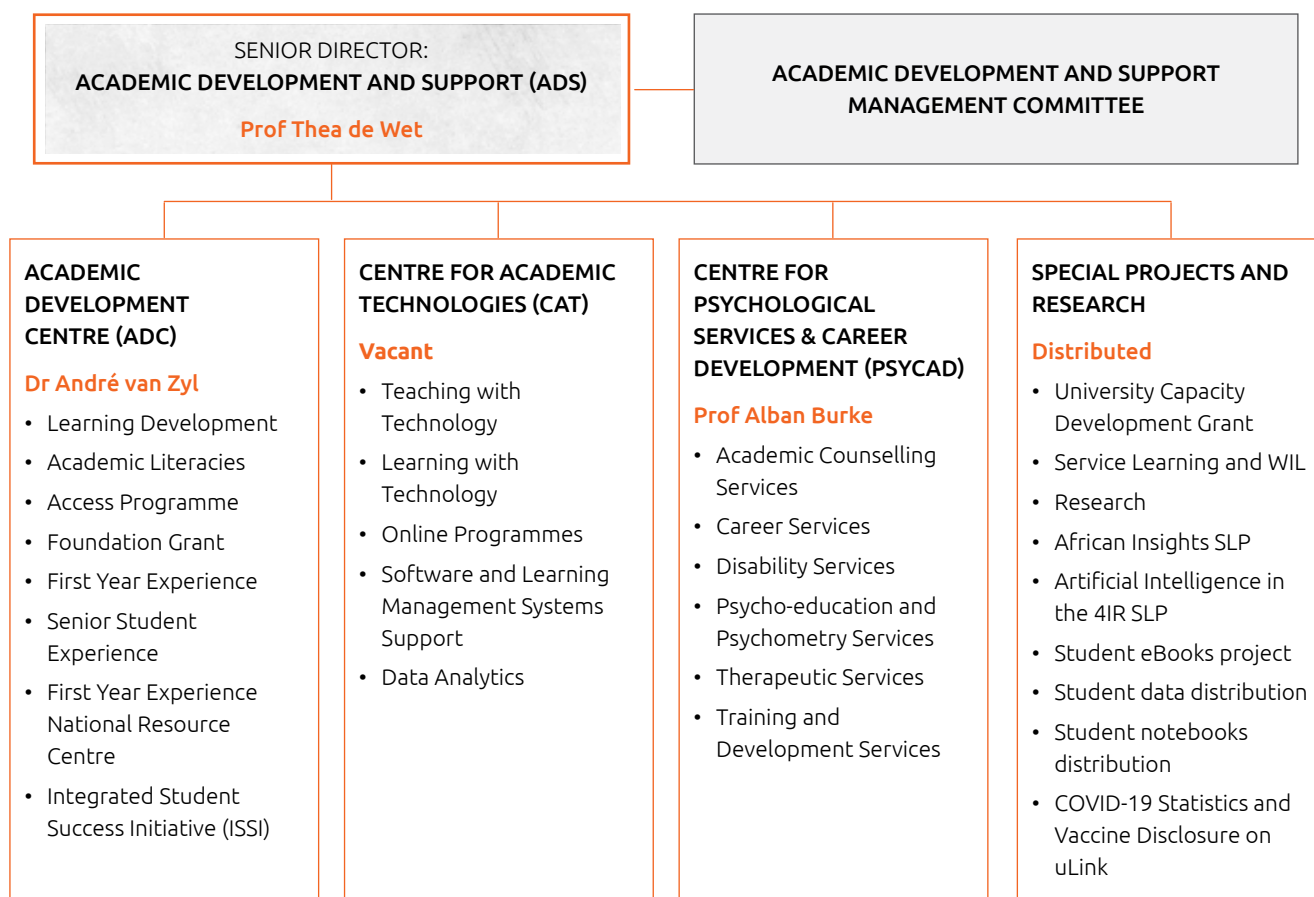 SENIOR DIRECTOR:
ACADEMIC DEVELOPMENT AND SUPPORT (ADS)
Prof Thea de Wet
ACADEMIC DEVELOPMENT AND SUPPORT
MANAGEMENT COMMITTEE
ACADEMIC
DEVELOPMENT
CENTRE (ADC)
Dr André van Zyl
• Learning Development
• Academic Literacies
• Access Programme
• Foundation Grant
• First Year Experience
• Senior Student
Experience
• First Year Experience
National Resource
Centre
• Integrated Student
Success Initiative (ISSI)
CENTRE FOR ACADEMIC
TECHNOLOGIES (CAT)
Vacant
• Teaching with
Technology
• Learning with
Technology
• Online Programmes
• Software and Learning
Management Systems
Support
• Data Analytics
CENTRE FOR
PSYCHOLOGICAL
SERVICES & CAREER
DEVELOPMENT (PSYCAD)
Prof Alban Burke
• Academic Counselling
Services
• Career Services
• Disability Services
• Psycho-education and
Psychometry Services
• Therapeutic Services
• Training and
Development Services
SPECIAL PROJECTS AND
RESEARCH
Distributed
• University Capacity
Development Grant
• Service Learning and WIL
• Research
• African Insights SLP
• Artificial Intelligence in
the 4IR SLP
• Student eBooks project
• Student data distribution
• Student notebooks
distribution
• COVID-19 Statistics and
Vaccine Disclosure on
uLink